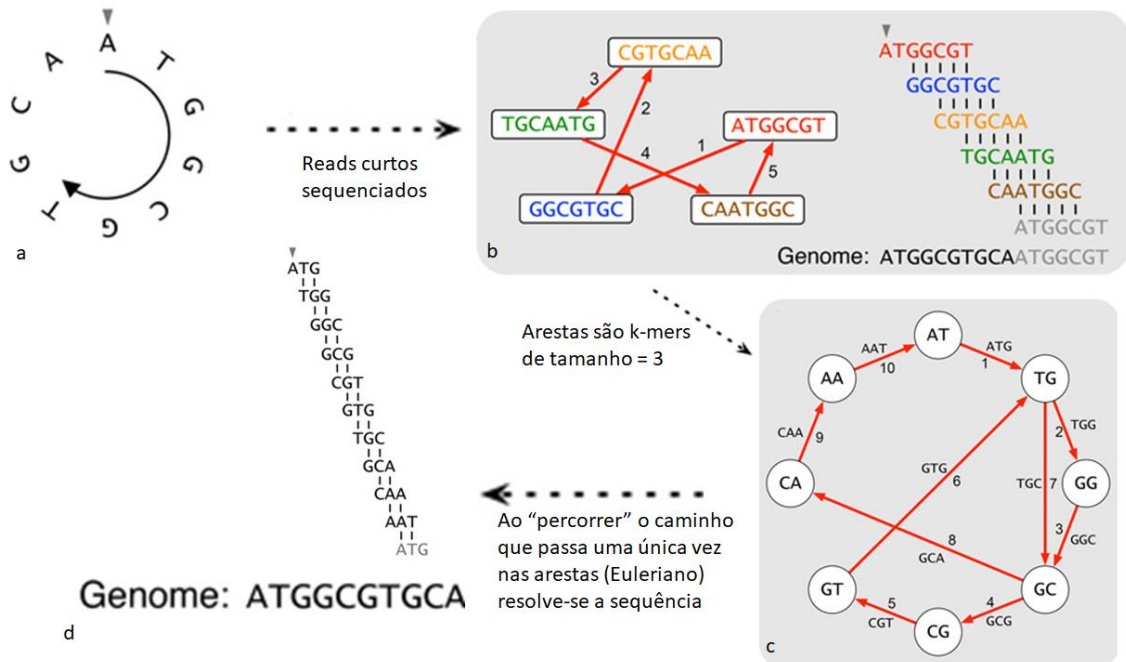 A
T
G
G
C
G
T
G
C
A
a
Reads curtos
sequenciados
b
CGTGCAA
TGCAATG
ATGGCGT
GGCGTGC
CAATGGC
1
2
3
4
5
ATGGCGT
GGCGTGC
CGTGCAA
TGCAATG
CAATGGC
ATGGCGT
Genome: ATGGCGTGCAATGGCGT
Arestas são k-mers
de tamanho = 3
AT
ATG
1
TG
2 TGG
GG
3 GGC
GC
4
GCG
CG
5
CGT
GT
GTG
6
TGC 7
8
GCA
CA
CAA 9
AA
AAT
10
c
Ao “percorrer” o caminho
que passa uma única vez
nas arestas (Euleriano)
resolve-se a sequência
ATG
TGG
GGC
GCG
CGT
GTG
TGC
GCA
CAA
AAT
ATG
Genome: ATGGCGTGCA
d